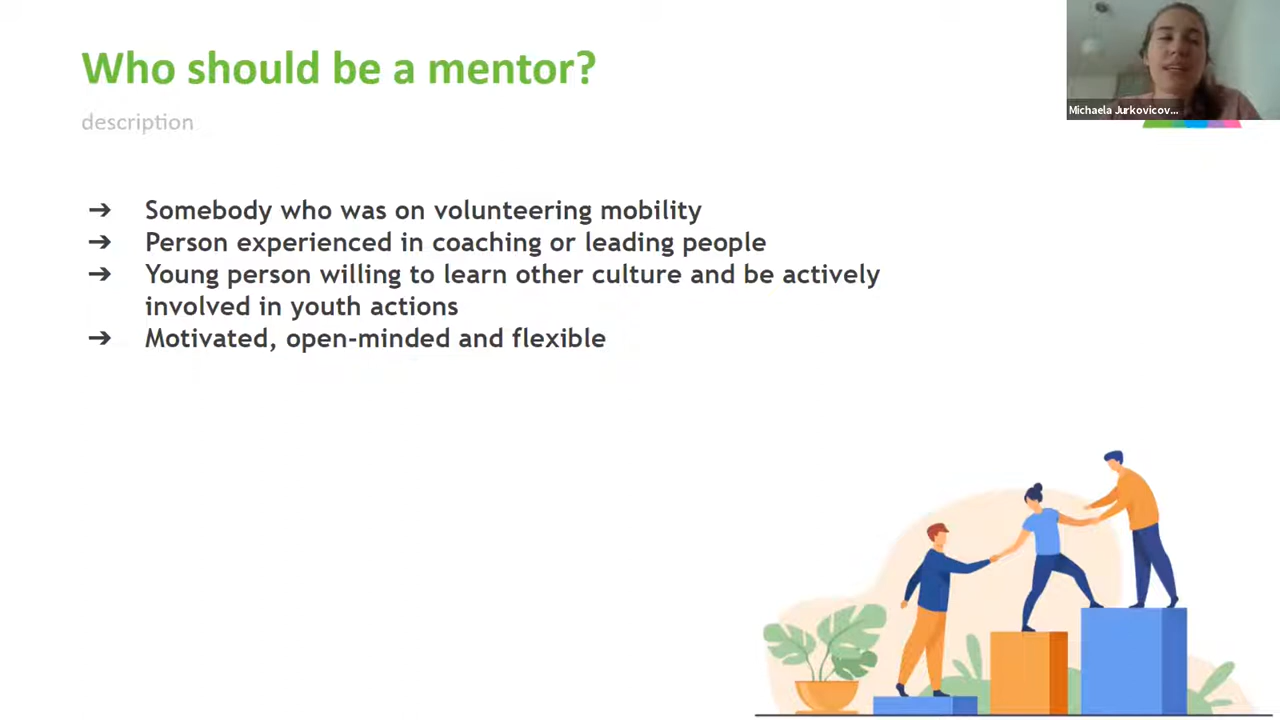 Who should be a mentor?
description
Michaela Jurkovicov...
➔ Somebody who was on volunteering mobility
➔ Person experienced in coaching or leading people
➔ Young person willing to learn other culture and be actively
involved in youth actions
➔ Motivated, open-minded and flexible